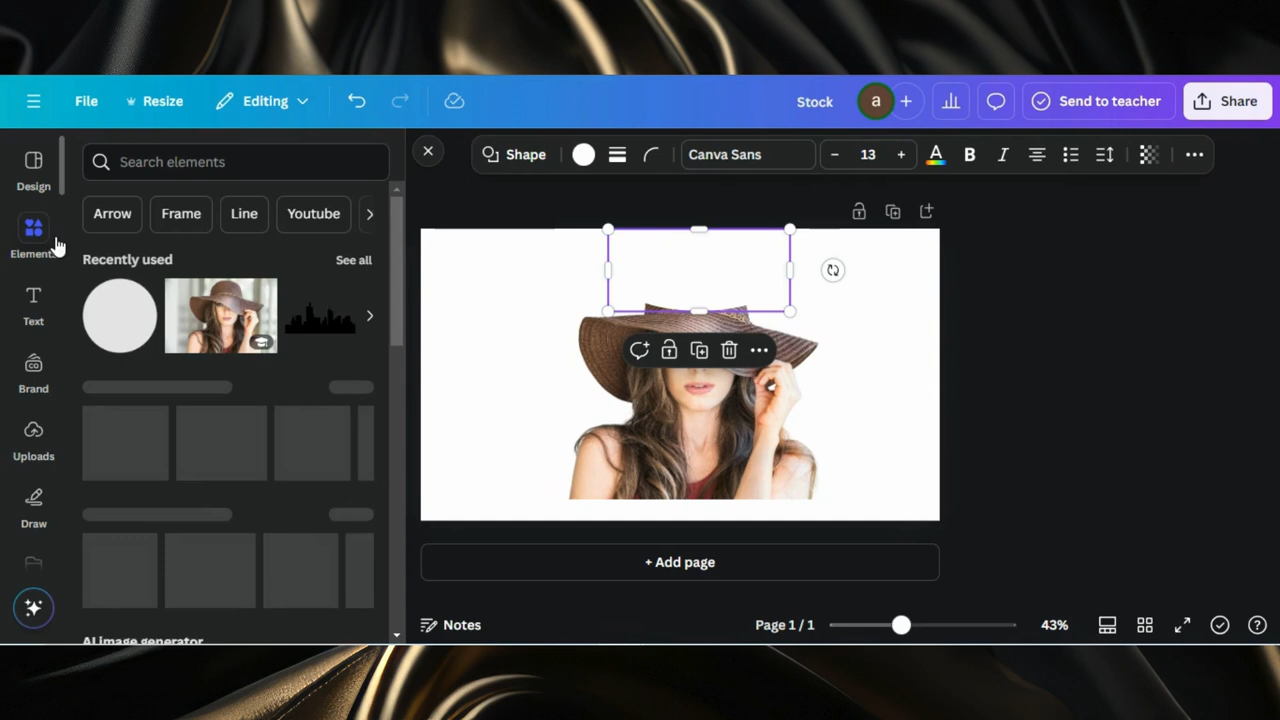 File
Resize
Editing
Stock
a
Send to teacher
Share
Design
Elements
Text
Brand
Uploads
Draw
Search elements
Arrow
Frame
Line
Youtube
Recently used
See all
AI image generator
Shape
Canva Sans
– 13 +
A
B
I
+ Add page
Notes
Page 1 / 1
43%